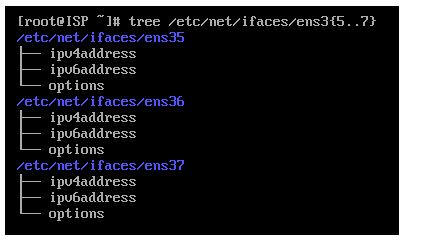 [root@ISP ~]# tree /etc/net/ifaces/ens3{5..7}
/etc/net/ifaces/ens35
├── ipv4address
├── ipv6address
└── options
/etc/net/ifaces/ens36
├── ipv4address
├── ipv6address
└── options
/etc/net/ifaces/ens37
├── ipv4address
├── ipv6address
└── options